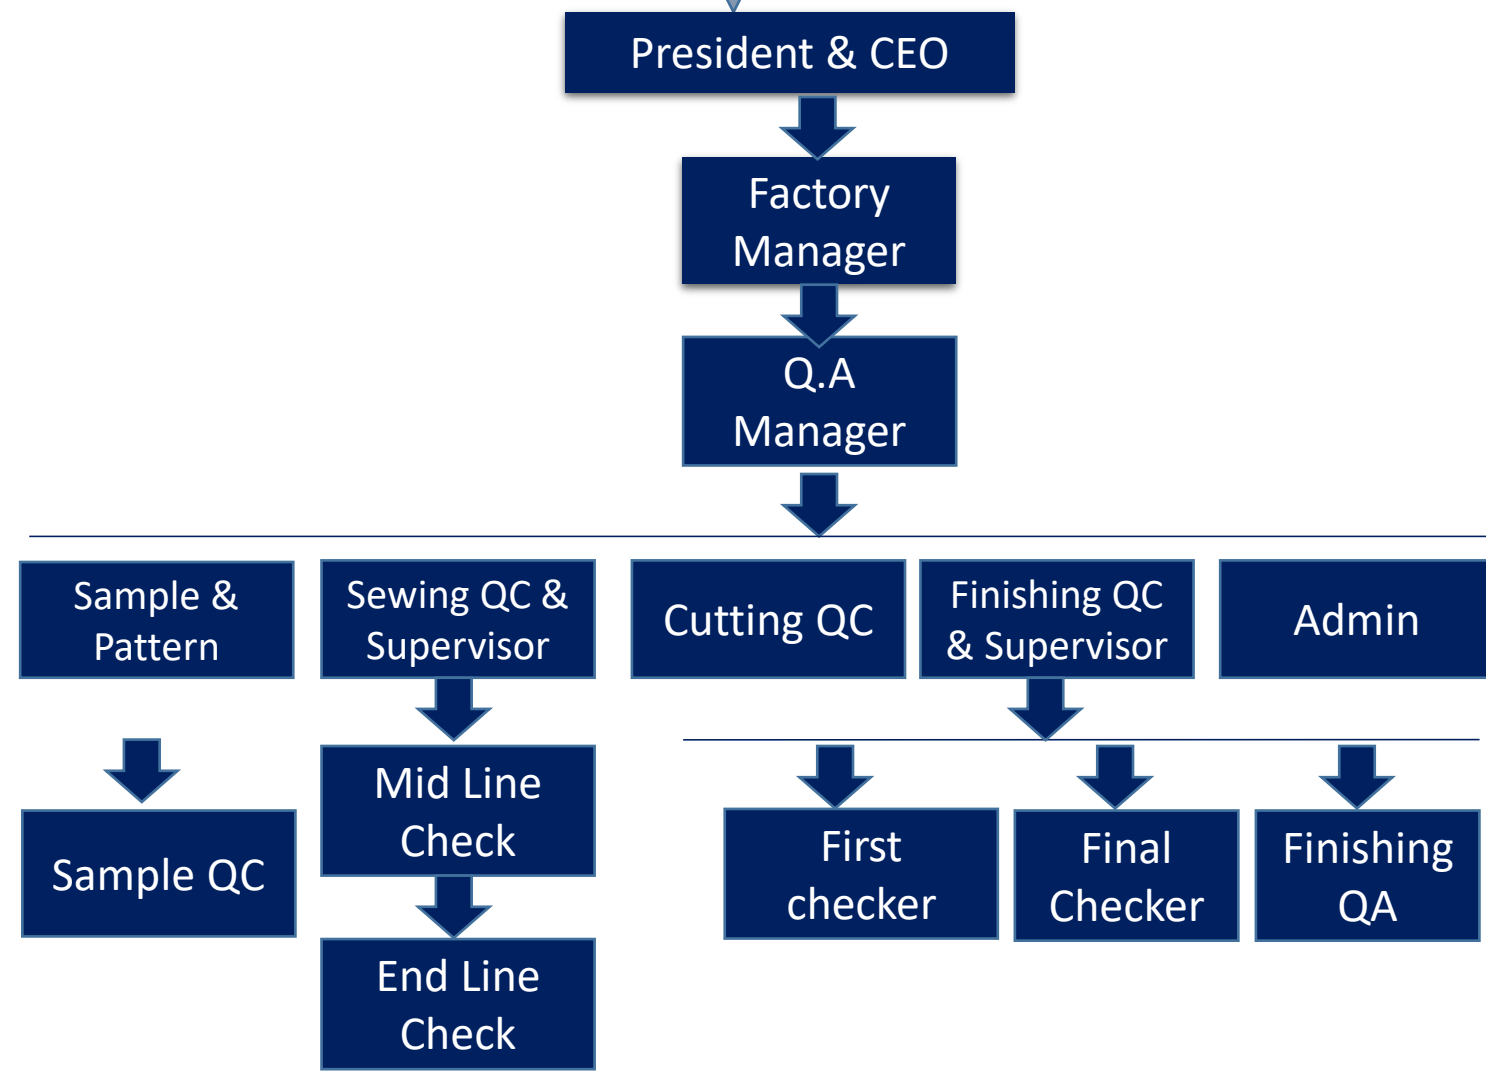 President & CEO
Factory
Manager
Q.A
Manager
Sample &
Pattern
Sewing QC &
Supervisor
Cutting QC
Finishing QC
& Supervisor
Admin
Sample QC
Mid Line
Check
End Line
Check
First
checker
Final
Checker
Finishing
QA